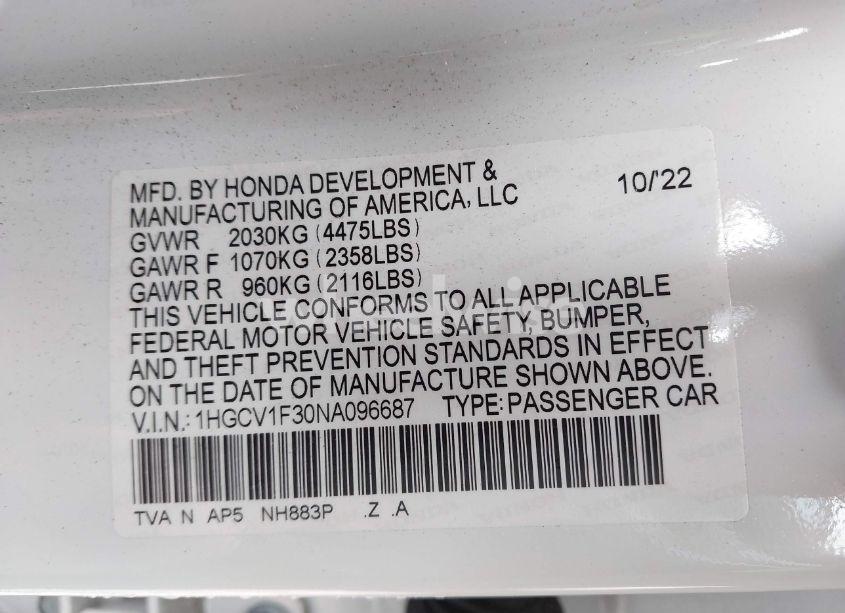 MFD. BY HONDA DEVELOPMENT &
MANUFACTURING OF AMERICA, LLC
10/'22
GVWR 2030KG (4475LBS)
GAWR F 1070KG (2358LBS)
GAWR R 960KG (2116LBS)
THIS VEHICLE CONFORMS TO ALL APPLICABLE
FEDERAL MOTOR VEHICLE SAFETY, BUMPER,
AND THEFT PREVENTION STANDARDS IN EFFECT
ON THE DATE OF MANUFACTURE SHOWN ABOVE.
V.I.N.: 1HGCV1F30NA096687 TYPE: PASSENGER CAR
TVA N AP5 NH883P .Z .A